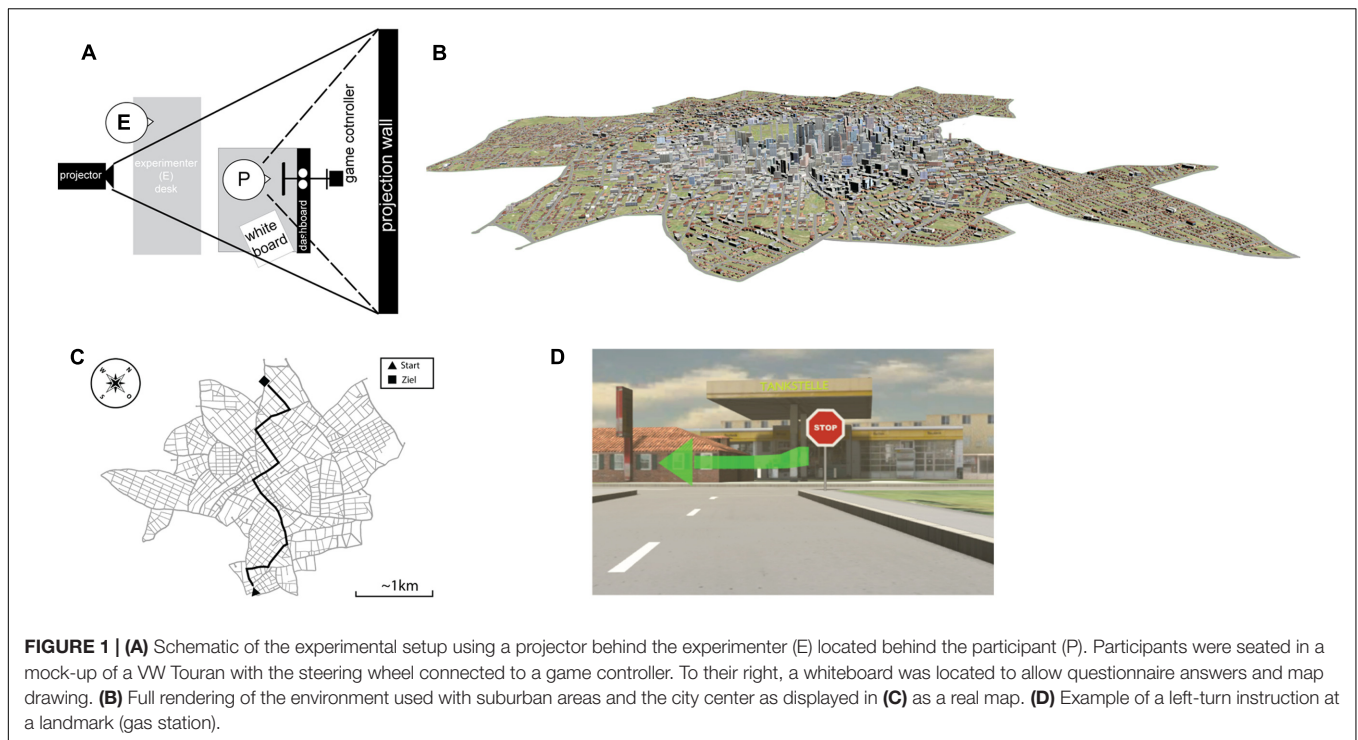 A
E
projector
experimenter
(E)
desk
P
white
board
dashboard
game cotnroller
projection wall
B
C
W
N
S
O
Start
Ziel
~1km
D
TANKSTELLE
STOP
FIGURE 1 | (A) Schematic of the experimental setup using a projector behind the experimenter (E) located behind the participant (P). Participants were seated in a
mock-up of a VW Touran with the steering wheel connected to a game controller. To their right, a whiteboard was located to allow questionnaire answers and map
drawing. (B) Full rendering of the environment used with suburban areas and the city center as displayed in (C) as a real map. (D) Example of a left-turn instruction at
a landmark (gas station).